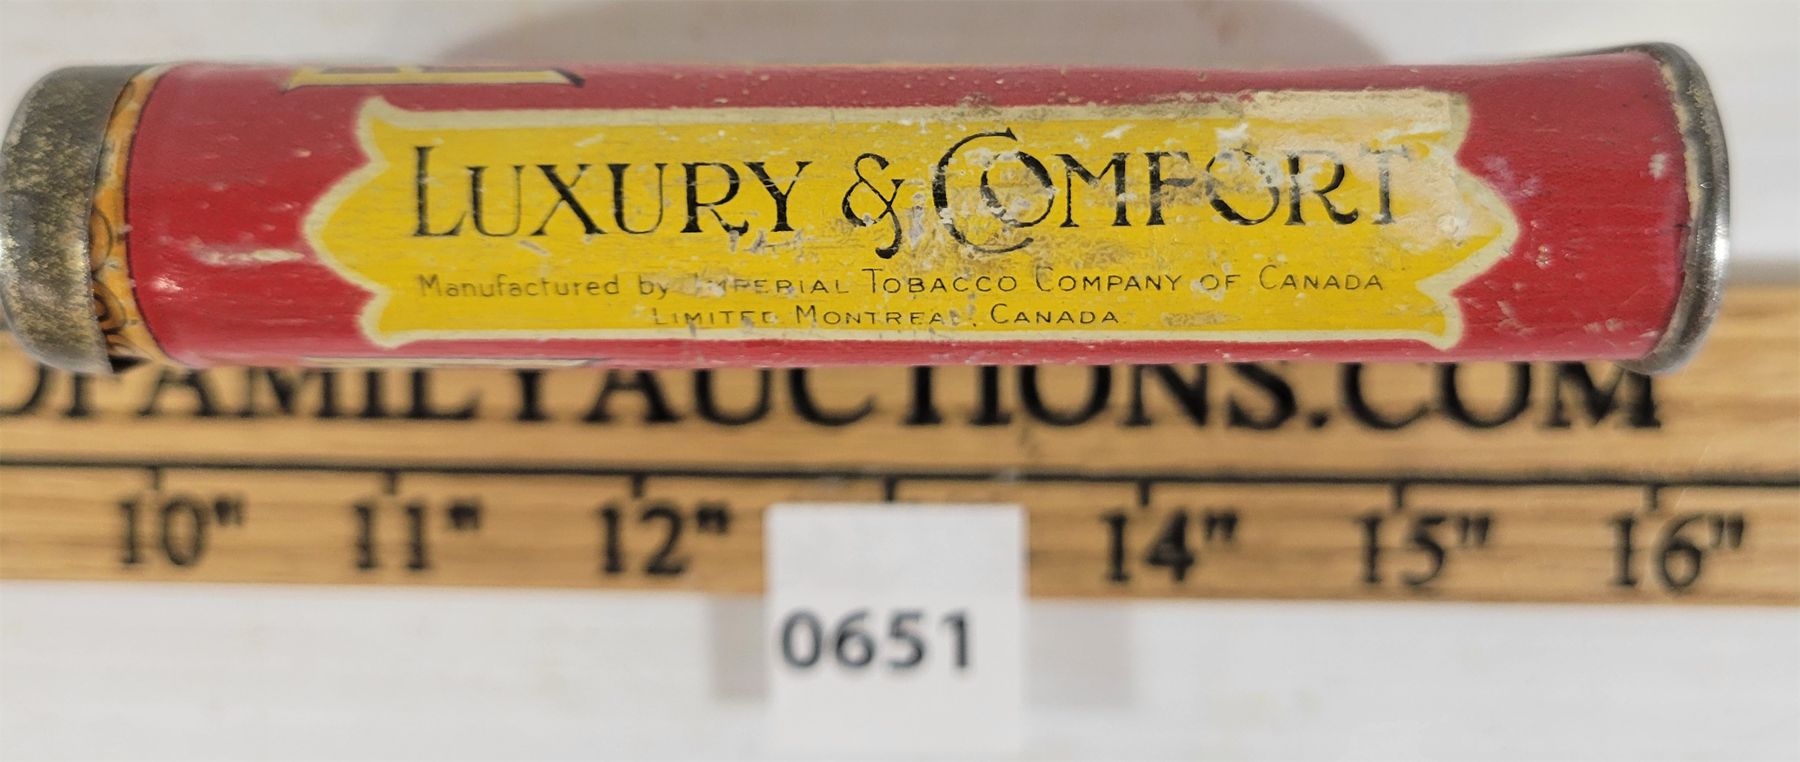 LUXURY & COMFORT
Manufactured by IMPERIAL TOBACCO COMPANY OF CANADA
LIMITED MONTREAL, CANADA.
FAMILYAUCTIONS.COM
10" 11" 12" 14" 15" 16"
0651